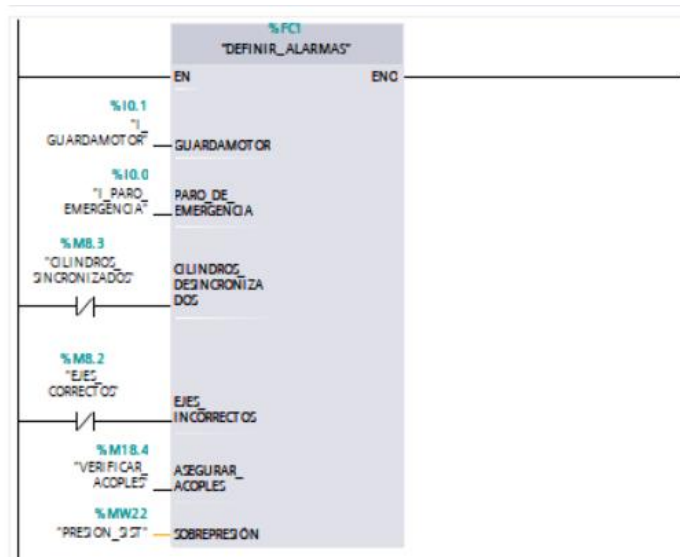 %FC1
"DEFINIR_ALARMAS"
EN ENO
%I0.1
"I_
GUARDAMOTOR" GUARDAMOTOR
%I0.0
"I_PARO_
EMERGENCIA"
PARO_DE_
EMERGENCIA
%M8.3
"CILINDROS_
SINCRONIZADOS"
CILINDROS_
DESINCRONIZA
DOS
%M8.2
"EJES_
CORRECTOS"
EJES_
INCORRECTOS
%M18.4
"VERIFICAR_
ACOPLES"
ASEGURAR_
ACOPLES
%MW22
"PRESION_SIST" SOBREPRESIÓN